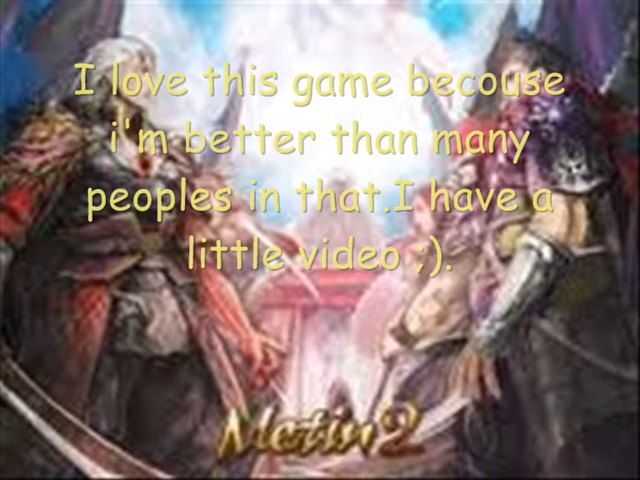 I love this game becouse
i'm better than many
peoples in that.I have a
little video ;).
Metin2